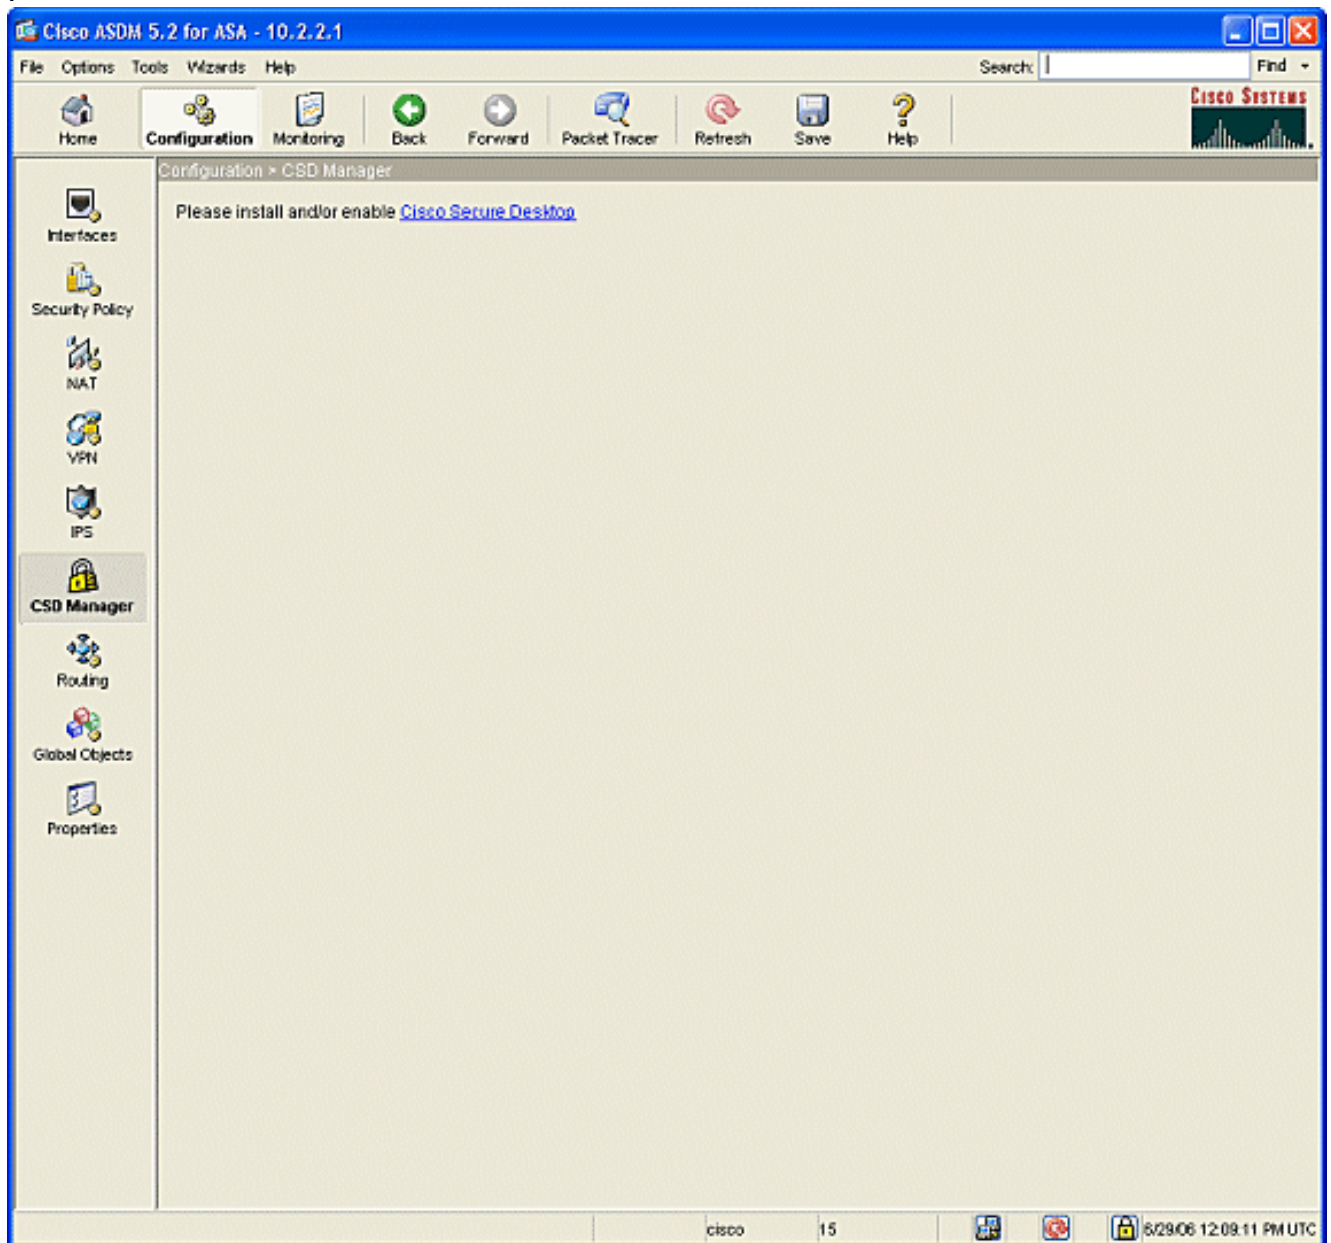 Cisco ASDM 5.2 for ASA - 10.2.2.1
File Options Tools Wizards Help Search: Find
Home Configuration Monitoring Back Forward Packet Tracer Refresh Save Help
CISCO SYSTEMS
Configuration > CSD Manager
Please install and/or enable Cisco Secure Desktop
Interfaces
Security Policy
NAT
VPN
IPS
CSD Manager
Routing
Global Objects
Properties
cisco 15 6/29/06 12:09:11 PM UTC